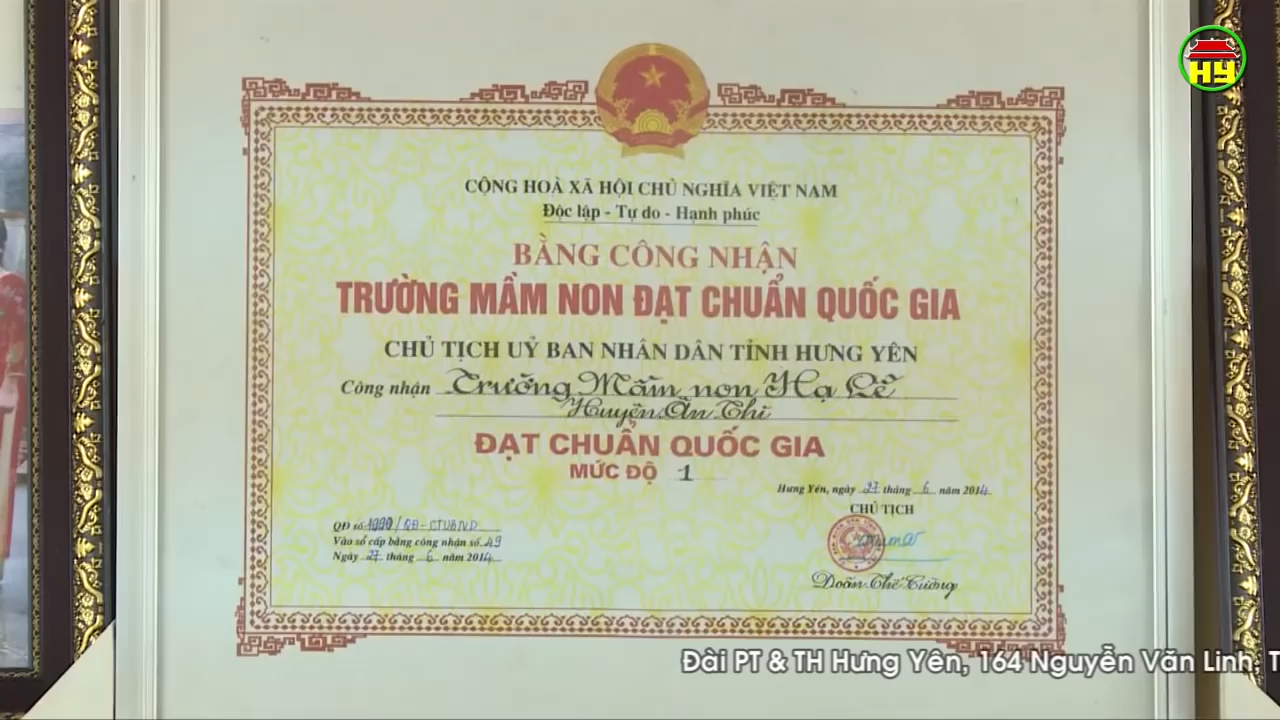 HY
CỘNG HOÀ XÃ HỘI CHỦ NGHĨA VIỆT NAM
Độc lập - Tự do - Hạnh phúc
BẰNG CÔNG NHẬN
TRƯỜNG MẦM NON ĐẠT CHUẨN QUỐC GIA
CHỦ TỊCH UỶ BAN NHÂN DÂN TỈNH HƯNG YÊN
Công nhận Trường Mầm non Hạ Lễ
Huyện Ân Thi
ĐẠT CHUẨN QUỐC GIA
MỨC ĐỘ 1
Hưng Yên, ngày 27 tháng 6 năm 2014
CHỦ TỊCH
QĐ số /QĐ-CTUBND
Vào sổ cấp bằng công nhận số 49
Ngày 27 tháng 6 năm 2014
Doãn Thế Cường
Đài PT & TH Hưng Yên, 164 Nguyễn Văn Linh, T